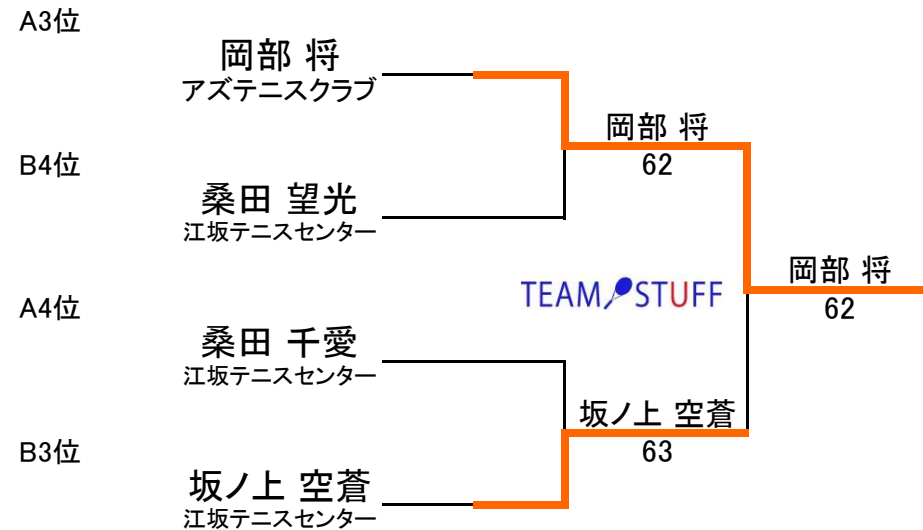 A3位
岡部 将
アズテニスクラブ
岡部 将
62
B4位
桑田 望光
江坂テニスセンター
岡部 将
62
TEAM STUFF
A4位
桑田 千愛
江坂テニスセンター
坂ノ上 空蒼
63
B3位
坂ノ上 空蒼
江坂テニスセンター